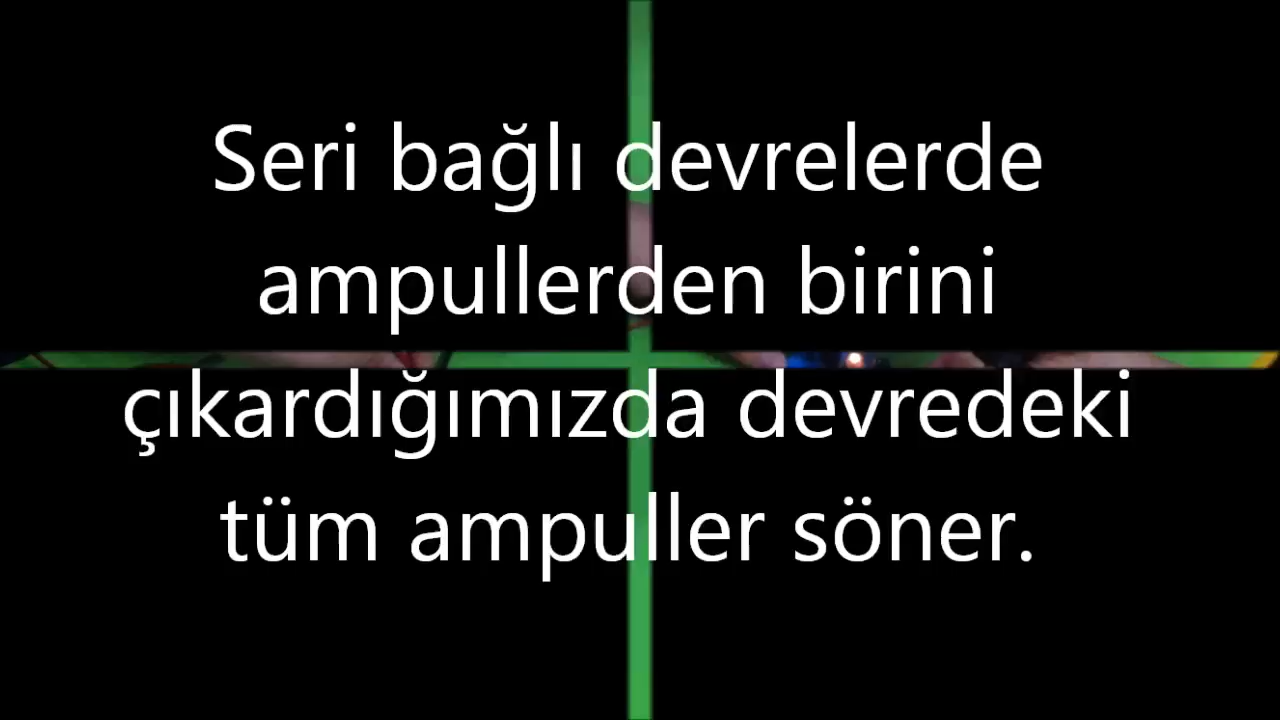 Seri bağlı devrelerde
ampullerden birini
çıkardığımızda devredeki
tüm ampuller söner.